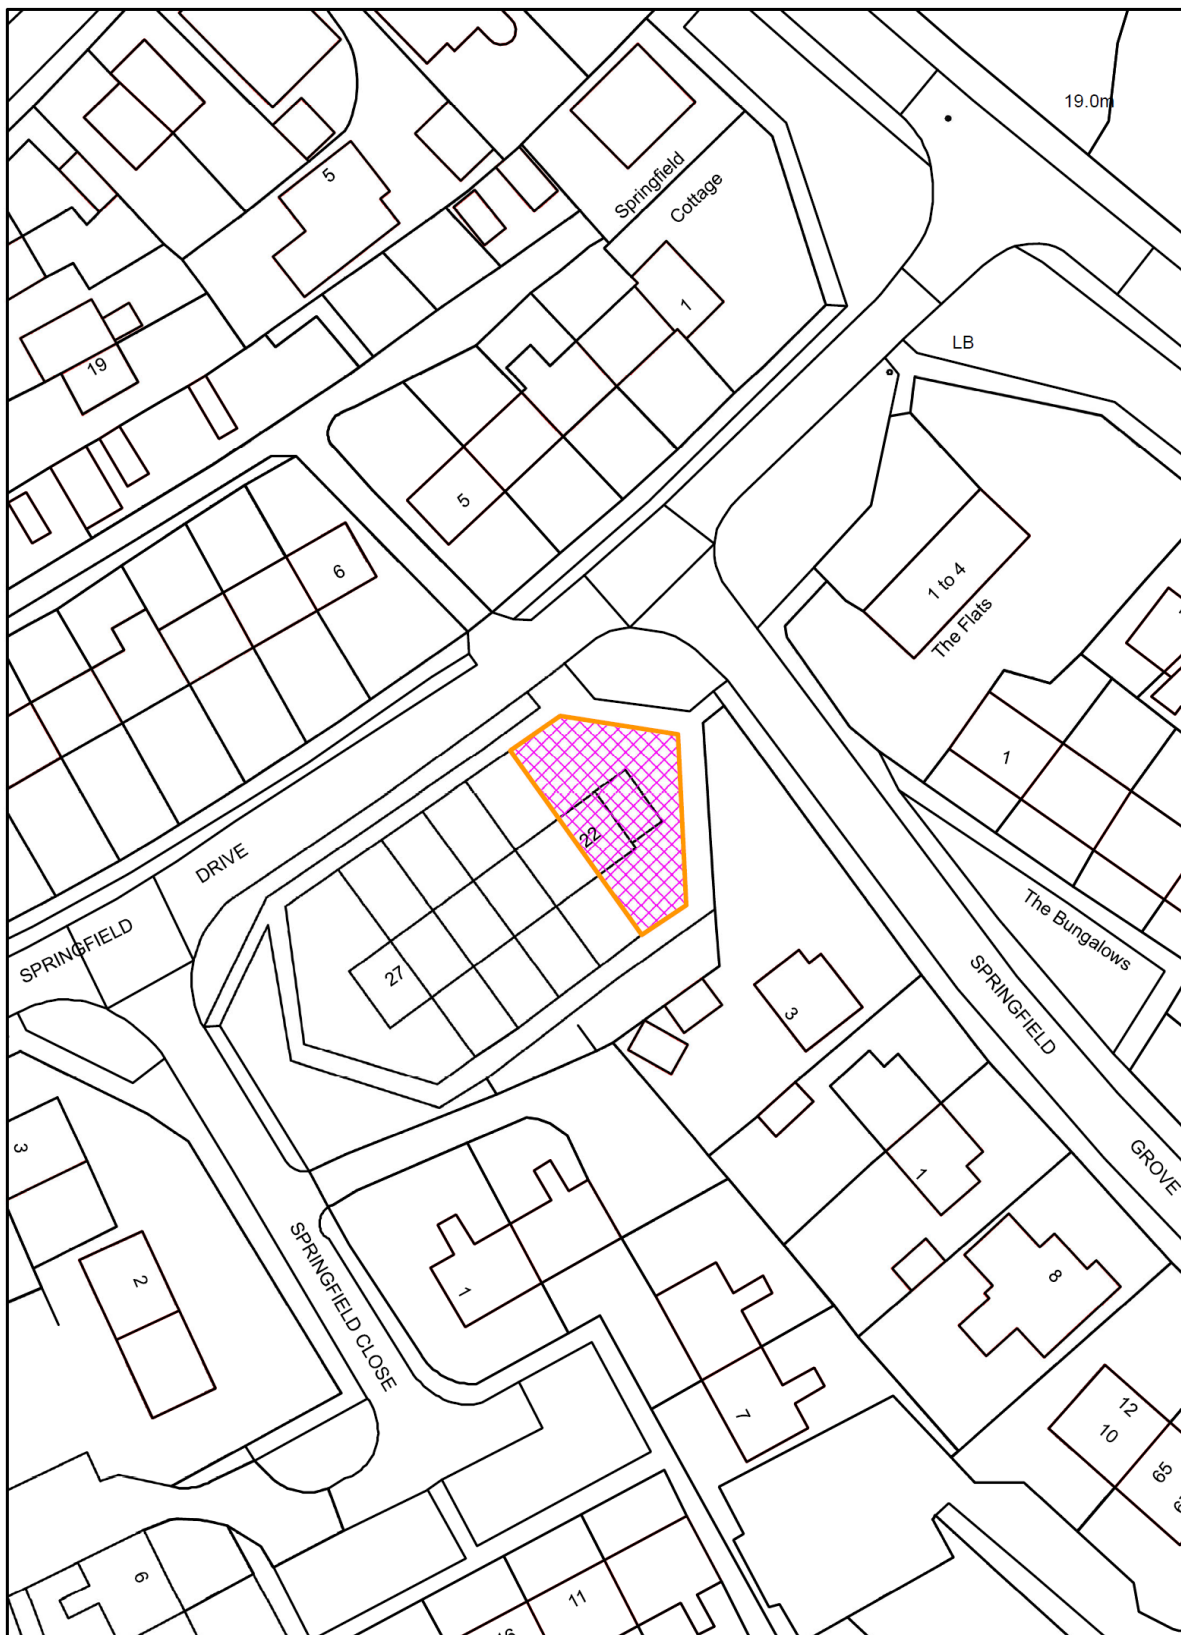 19.0m
5
Springfield
Cottage
1
LB
19
5
6
1 to 4
The Flats
1
22
DRIVE
SPRINGFIELD
27
The Bungalows
SPRINGFIELD
GROVE
3
3
1
2
1
SPRINGFIELD CLOSE
8
7
12
10
65
6
11